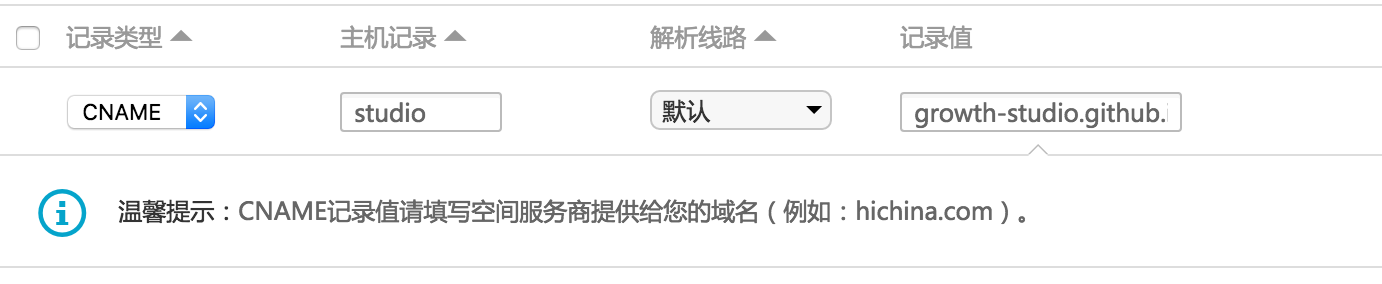 记录类型 主机记录 解析线路 记录值
CNAME studio 默认 growth-studio.github.i
温馨提示：CNAME记录值请填写空间服务商提供给您的域名（例如：hichina.com）。